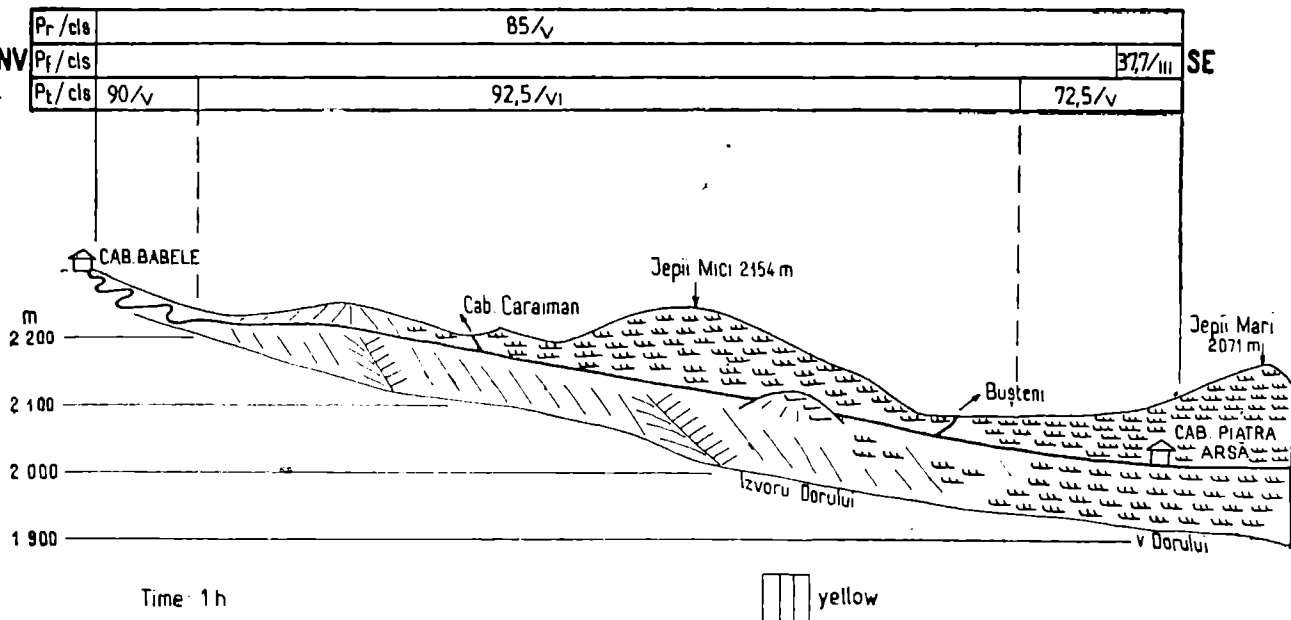 Pr/cls 85/V
NV Pf/cls 37,7/III SE
Pt/cls 90/V 92,5/VI 72,5/V
CAB. BABELE
Jepii Mici 2154 m
Cab. Caraiman
m
Jepii Mari
2071 m
2 200
2 100
Bușteni
CAB. PIATRA
ARSĂ
2 000
Izvoru Dorului
1 900
V Dorului
Time 1 h
yellow